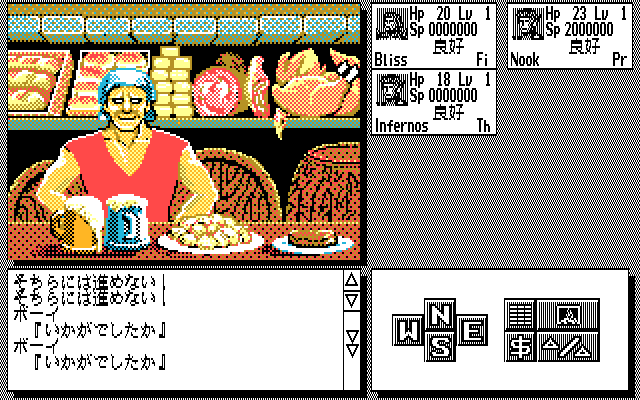 Hp 20 Lv 1
Sp 0000000
良好
Bliss Fi
Hp 23 Lv 1
Sp 2000000
良好
Nook Pr
Hp 18 Lv 1
Sp 0000000
良好
Infernos Th
そちらには進めない!
そちらには進めない!
ボーイ
『いかがでしたか』
ボーイ
『いかがでしたか』
N
W E
S
$